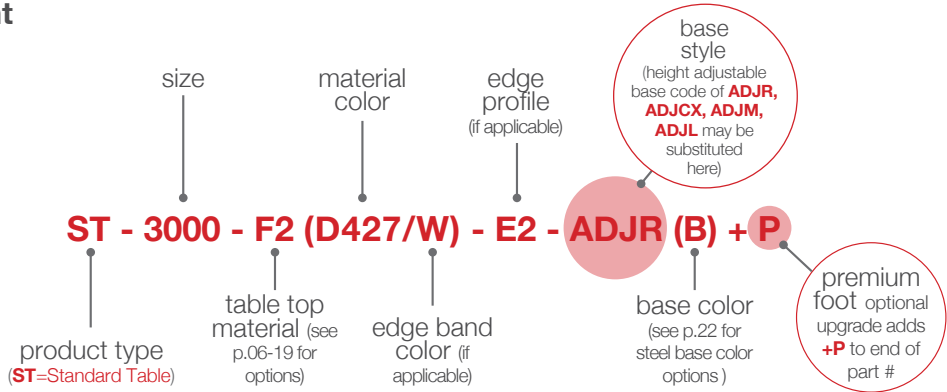 nt
base
style
(height adjustable
base code of ADJR,
ADJCX, ADJM,
ADJL may be
substituted
here)
size
material
color
edge
profile
(if applicable)
ST - 3000 - F2 (D427/W) - E2 - ADJR (B) + P
product type
(ST=Standard Table)
table top
material (see
p.06-19 for
options)
edge band
color (if
applicable)
base color
(see p.22 for
steel base color
options )
premium
foot optional
upgrade adds
+P to end of
part #